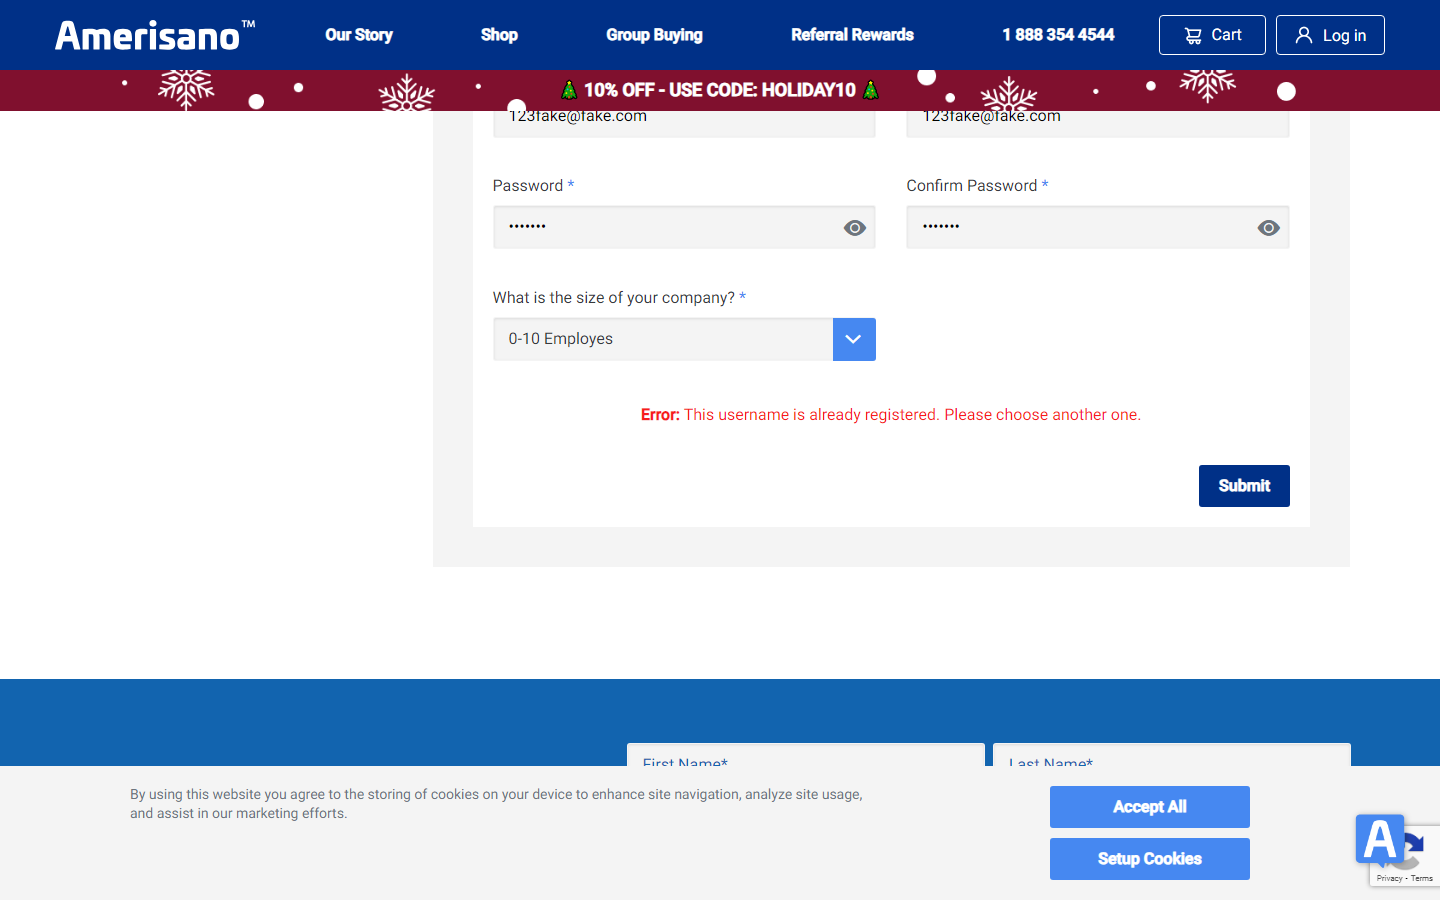 Amerisano™
Our Story
Shop
Group Buying
Referral Rewards
1 888 354 4544
Cart
Log in
10% OFF - USE CODE: HOLIDAY10
123fake@fake.com
123fake@fake.com
Password *
Confirm Password *
•••••••
•••••••
What is the size of your company? *
0-10 Employes
Error: This username is already registered. Please choose another one.
Submit
First Name*
Last Name*
By using this website you agree to the storing of cookies on your device to enhance site navigation, analyze site usage,
and assist in our marketing efforts.
Accept All
Setup Cookies
A
Privacy - Terms